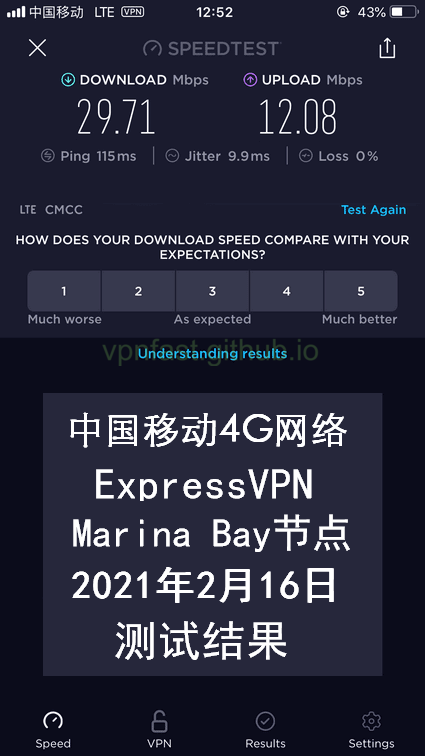 中国移动 LTE VPN 12:52 43%
SPEEDTEST
DOWNLOAD Mbps UPLOAD Mbps
29.71 12.08
Ping 115ms Jitter 9.9ms Loss 0%
LTE CMCC Test Again
HOW DOES YOUR DOWNLOAD SPEED COMPARE WITH YOUR
EXPECTATIONS?
1 2 3 4 5
Much worse As expected Much better
vpnfast.github.io
Understanding results
中国移动4G网络
ExpressVPN
Marina Bay节点
2021年2月16日
测试结果
Speed VPN Results Settings